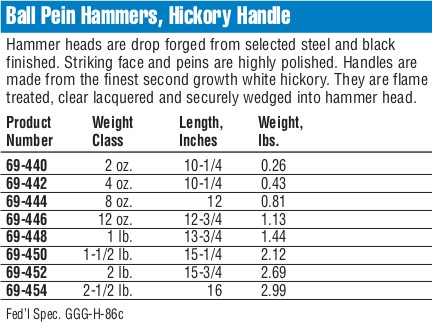 Ball Pein Hammers, Hickory Handle
Hammer heads are drop forged from selected steel and black
finished. Striking face and peins are highly polished. Handles are
made from the finest second growth white hickory. They are flame
treated, clear lacquered and securely wedged into hammer head.
Product Weight Length, Weight,
Number Class Inches lbs.
69-440 2 oz. 10-1/4 0.26
69-442 4 oz. 10-1/4 0.43
69-444 8 oz. 12 0.81
69-446 12 oz. 12-3/4 1.13
69-448 1 lb. 13-3/4 1.44
69-450 1-1/2 lb. 15-1/4 2.12
69-452 2 lb. 15-3/4 2.69
69-454 2-1/2 lb. 16 2.99
Fed'l Spec. GGG-H-86c